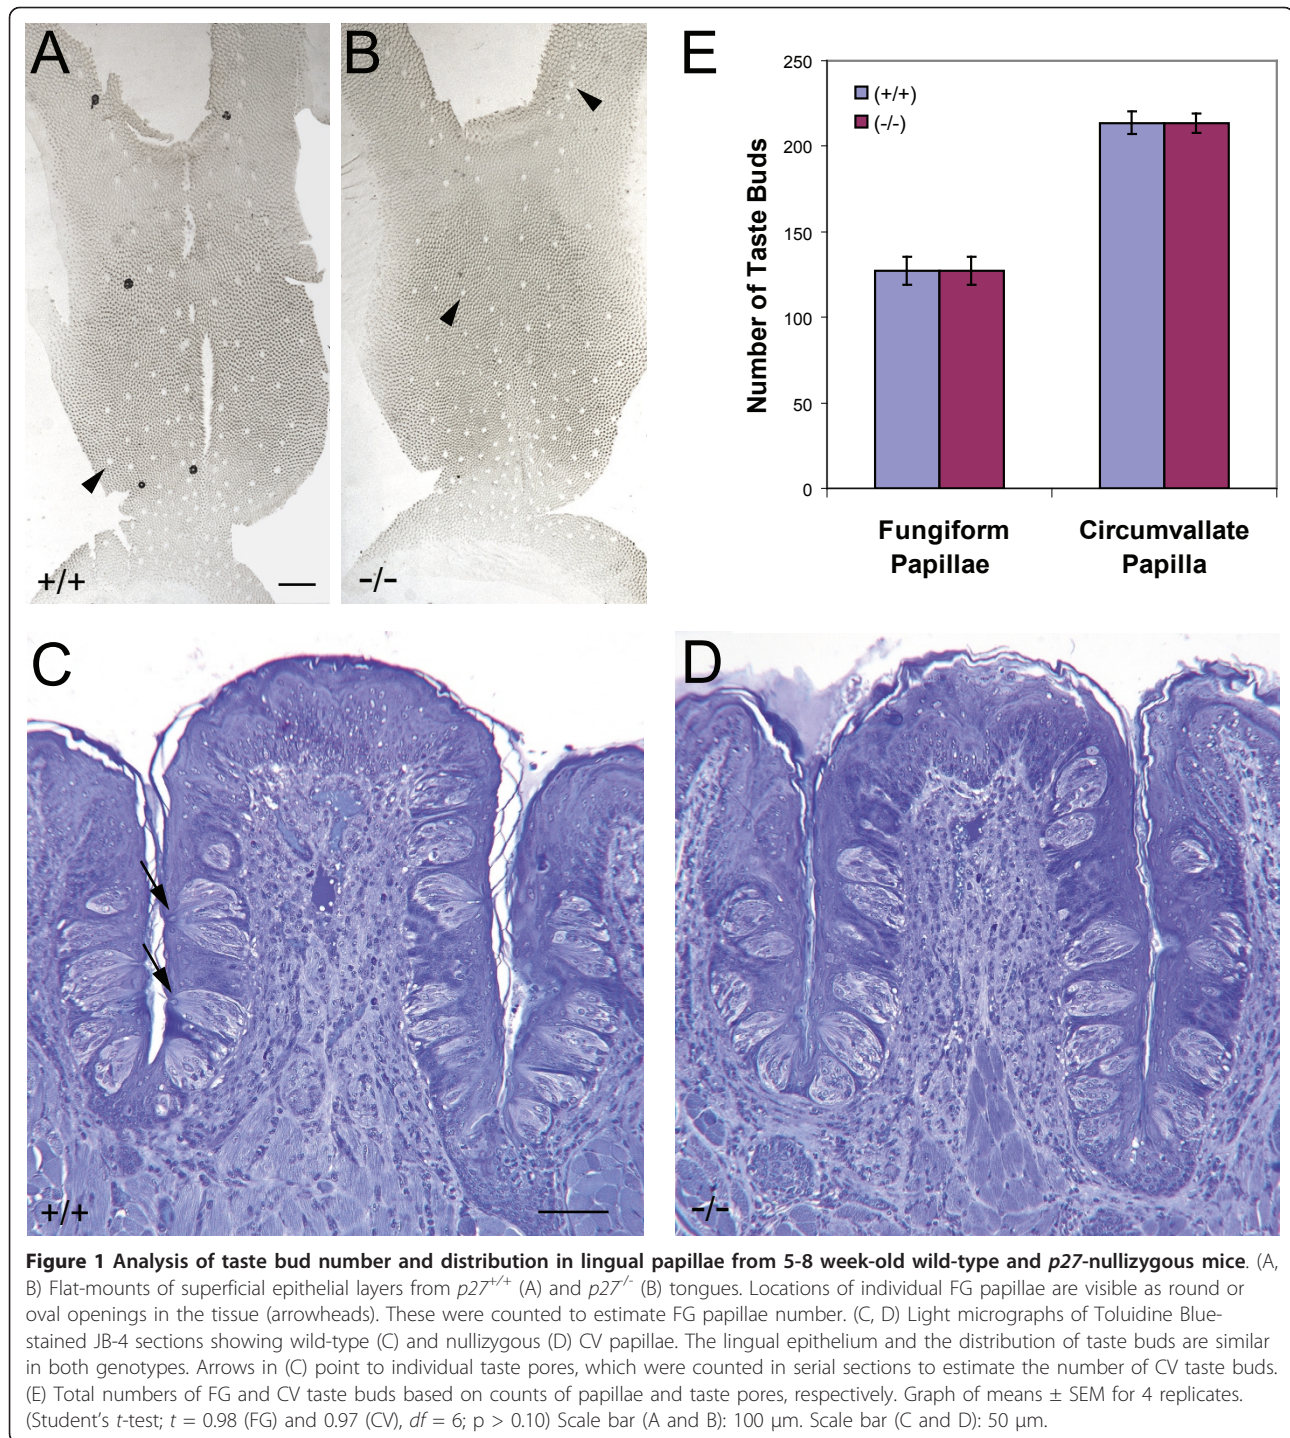 A
B
+/+
-/-
E
250
200
150
100
50
0
Number of Taste Buds
(+/+)
(-/-)
Fungiform
Papillae
Circumvallate
Papilla
C
+/+
D
-/-
Figure 1 Analysis of taste bud number and distribution in lingual papillae from 5-8 week-old wild-type and p27-nullizygous mice. (A,
B) Flat-mounts of superficial epithelial layers from p27+/+ (A) and p27-/- (B) tongues. Locations of individual FG papillae are visible as round or
oval openings in the tissue (arrowheads). These were counted to estimate FG papillae number. (C, D) Light micrographs of Toluidine Blue-
stained JB-4 sections showing wild-type (C) and nullizygous (D) CV papillae. The lingual epithelium and the distribution of taste buds are similar
in both genotypes. Arrows in (C) point to individual taste pores, which were counted in serial sections to estimate the number of CV taste buds.
(E) Total numbers of FG and CV taste buds based on counts of papillae and taste pores, respectively. Graph of means ± SEM for 4 replicates.
(Student's t-test; t = 0.98 (FG) and 0.97 (CV), df = 6; p > 0.10) Scale bar (A and B): 100 μm. Scale bar (C and D): 50 μm.